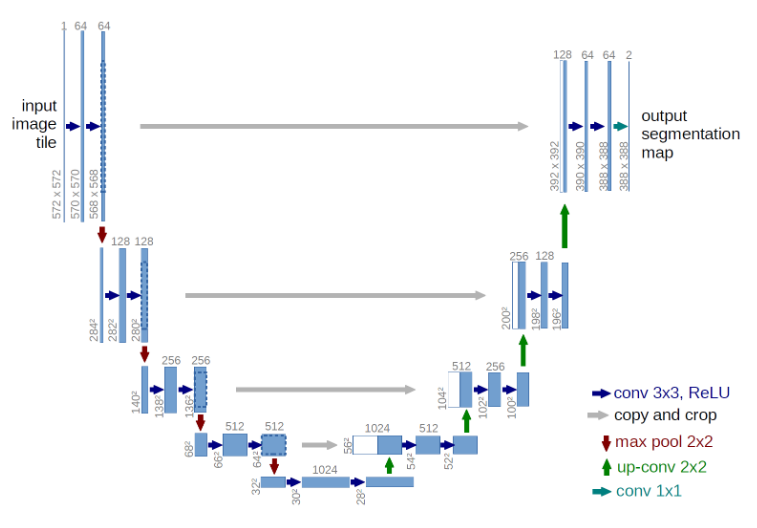 1 64 64
128 64 64 2
input
image
tile
output
segmentation
map
572 x 572
570 x 570
568 x 568
392 x 392
390 x 390
388 x 388
388 x 388
128 128
256 128
284²
282²
280²
200²
198²
196²
256 256
512 256
140²
138²
136²
104²
102²
100²
512 512
1024 512
68²
66²
64²
56²
54²
52²
1024
32²
30²
28²
conv 3x3, ReLU
copy and crop
max pool 2x2
up-conv 2x2
conv 1x1